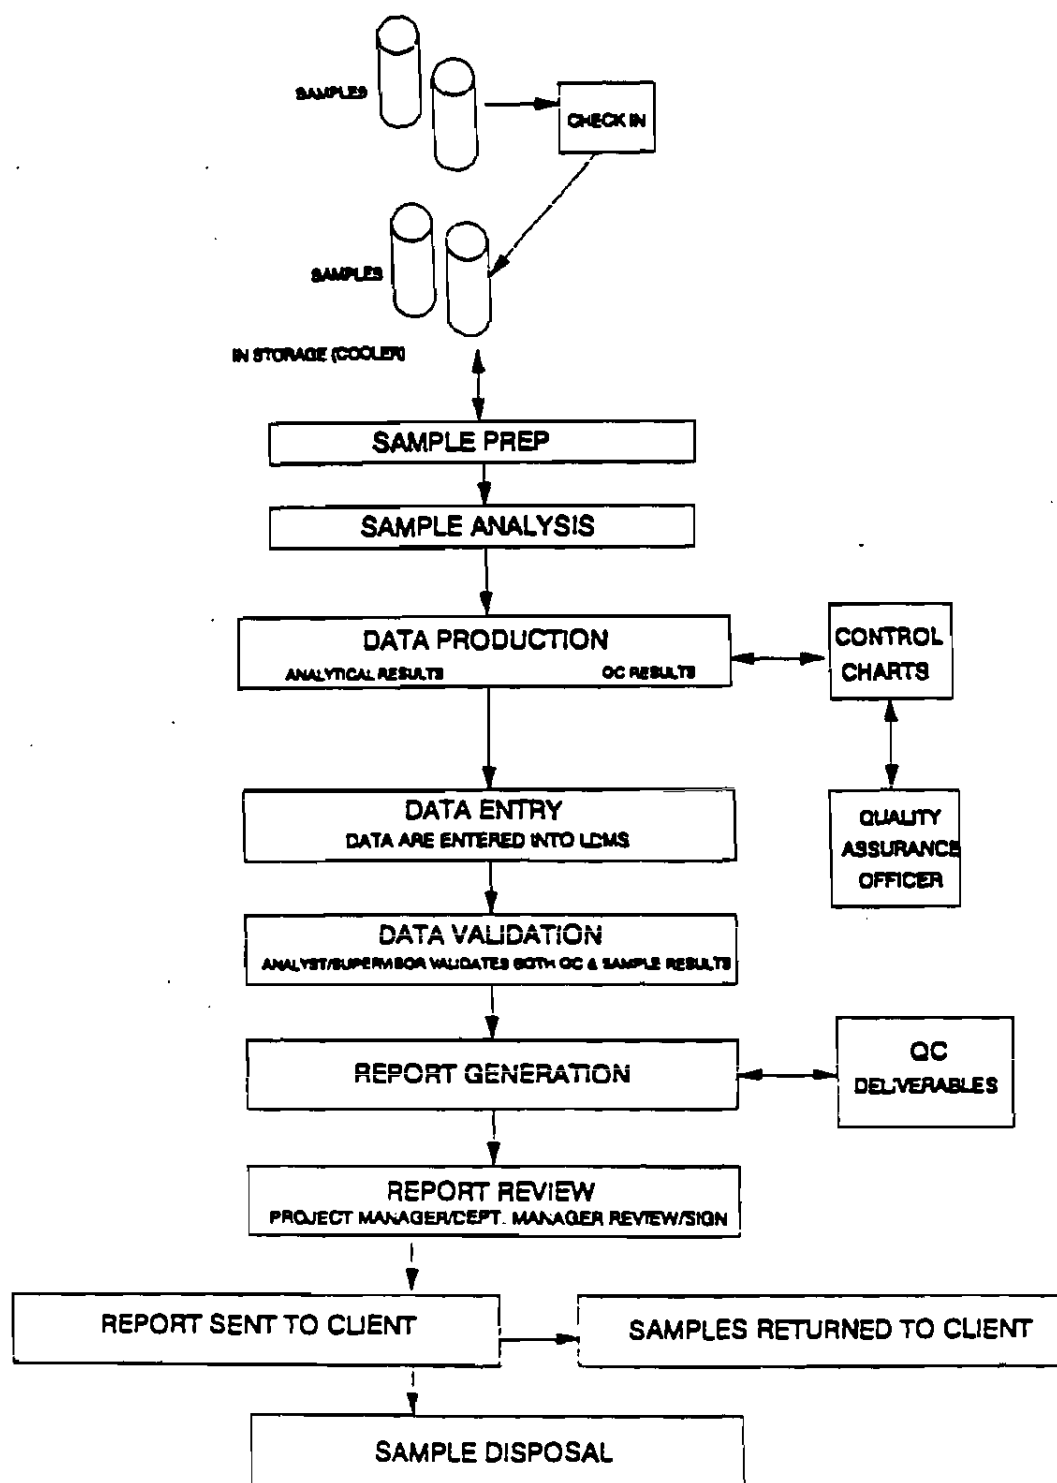 SAMPLES
CHECK IN
SAMPLES
IN STORAGE (COOLER)
SAMPLE PREP
SAMPLE ANALYSIS
DATA PRODUCTION
ANALYTICAL RESULTS
QC RESULTS
CONTROL
CHARTS
DATA ENTRY
DATA ARE ENTERED INTO LCMS
QUALITY
ASSURANCE
OFFICER
DATA VALIDATION
ANALYST/SUPERVISOR VALIDATES BOTH QC & SAMPLE RESULTS
REPORT GENERATION
QC
DELIVERABLES
REPORT REVIEW
PROJECT MANAGER/DEPT. MANAGER REVIEW/SIGN
REPORT SENT TO CLIENT
SAMPLES RETURNED TO CLIENT
SAMPLE DISPOSAL